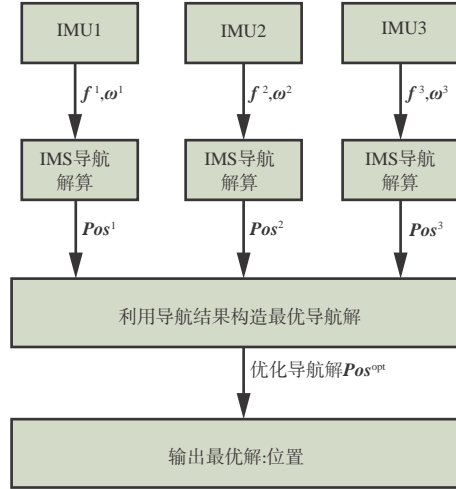 IMU1 IMU2 IMU3
f¹,ω¹ f²,ω² f³,ω³
IMS导航 IMS导航 IMS导航
解算 解算 解算
Pos¹ Pos² Pos³
利用导航结果构造最优导航解
优化导航解Posᵒᵖᵗ
输出最优解:位置